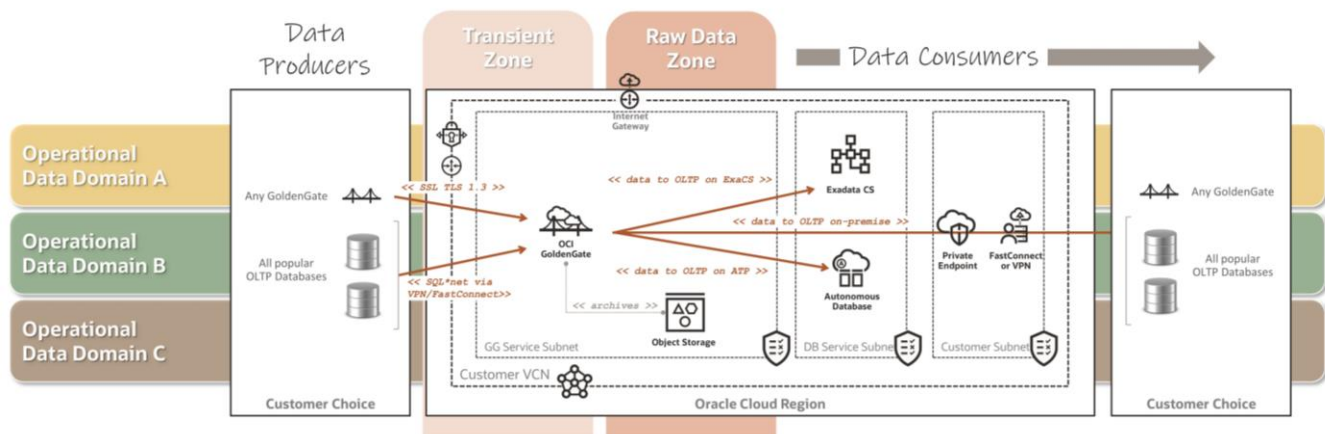 Data
Producers
Transient
Zone
Raw Data
Zone
Data Consumers
Operational
Data Domain A
Operational
Data Domain B
Operational
Data Domain C
Any GoldenGate
All popular
OLTP Databases
Customer Choice
<< SSL TLS 1.3 >>
<< SQL*net via
VPN/FastConnect>>
Internet
Gateway
OCI
GoldenGate
<< archives >>
Object Storage
GG Service Subnet
Customer VCN
<< data to OLTP on ExaCS >>
<< data to OLTP on-premise >>
<< data to OLTP on ATP >>
Exadata CS
Autonomous
Database
DB Service Subnet
Private
Endpoint
FastConnect
or VPN
Customer Subnet
Oracle Cloud Region
Any GoldenGate
All popular
OLTP Databases
Customer Choice